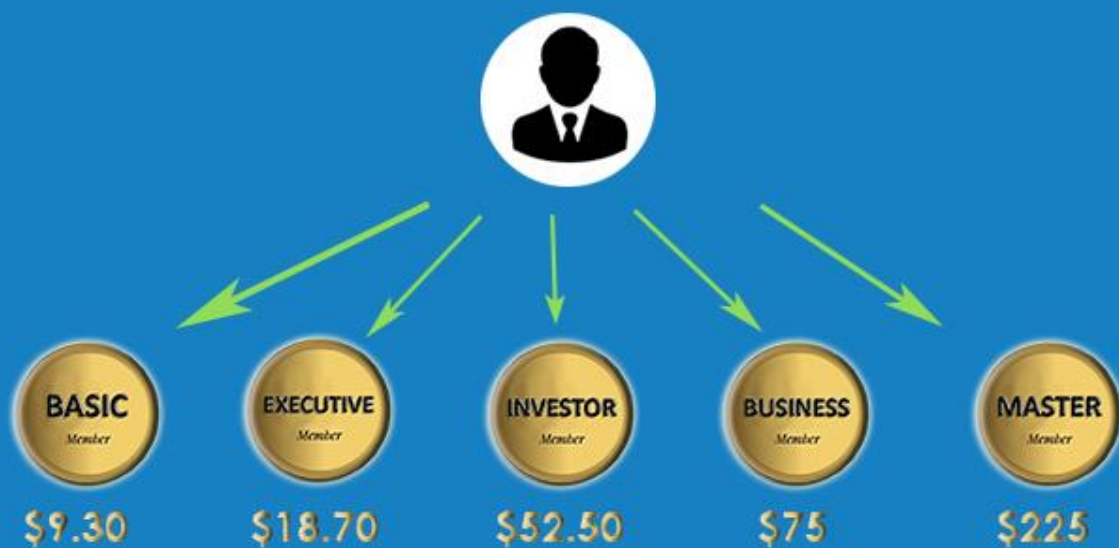 BASIC
Member
EXECUTIVE
Member
INVESTOR
Member
BUSINESS
Member
MASTER
Member
$9.30
$18.70
$52.50
$75
$225